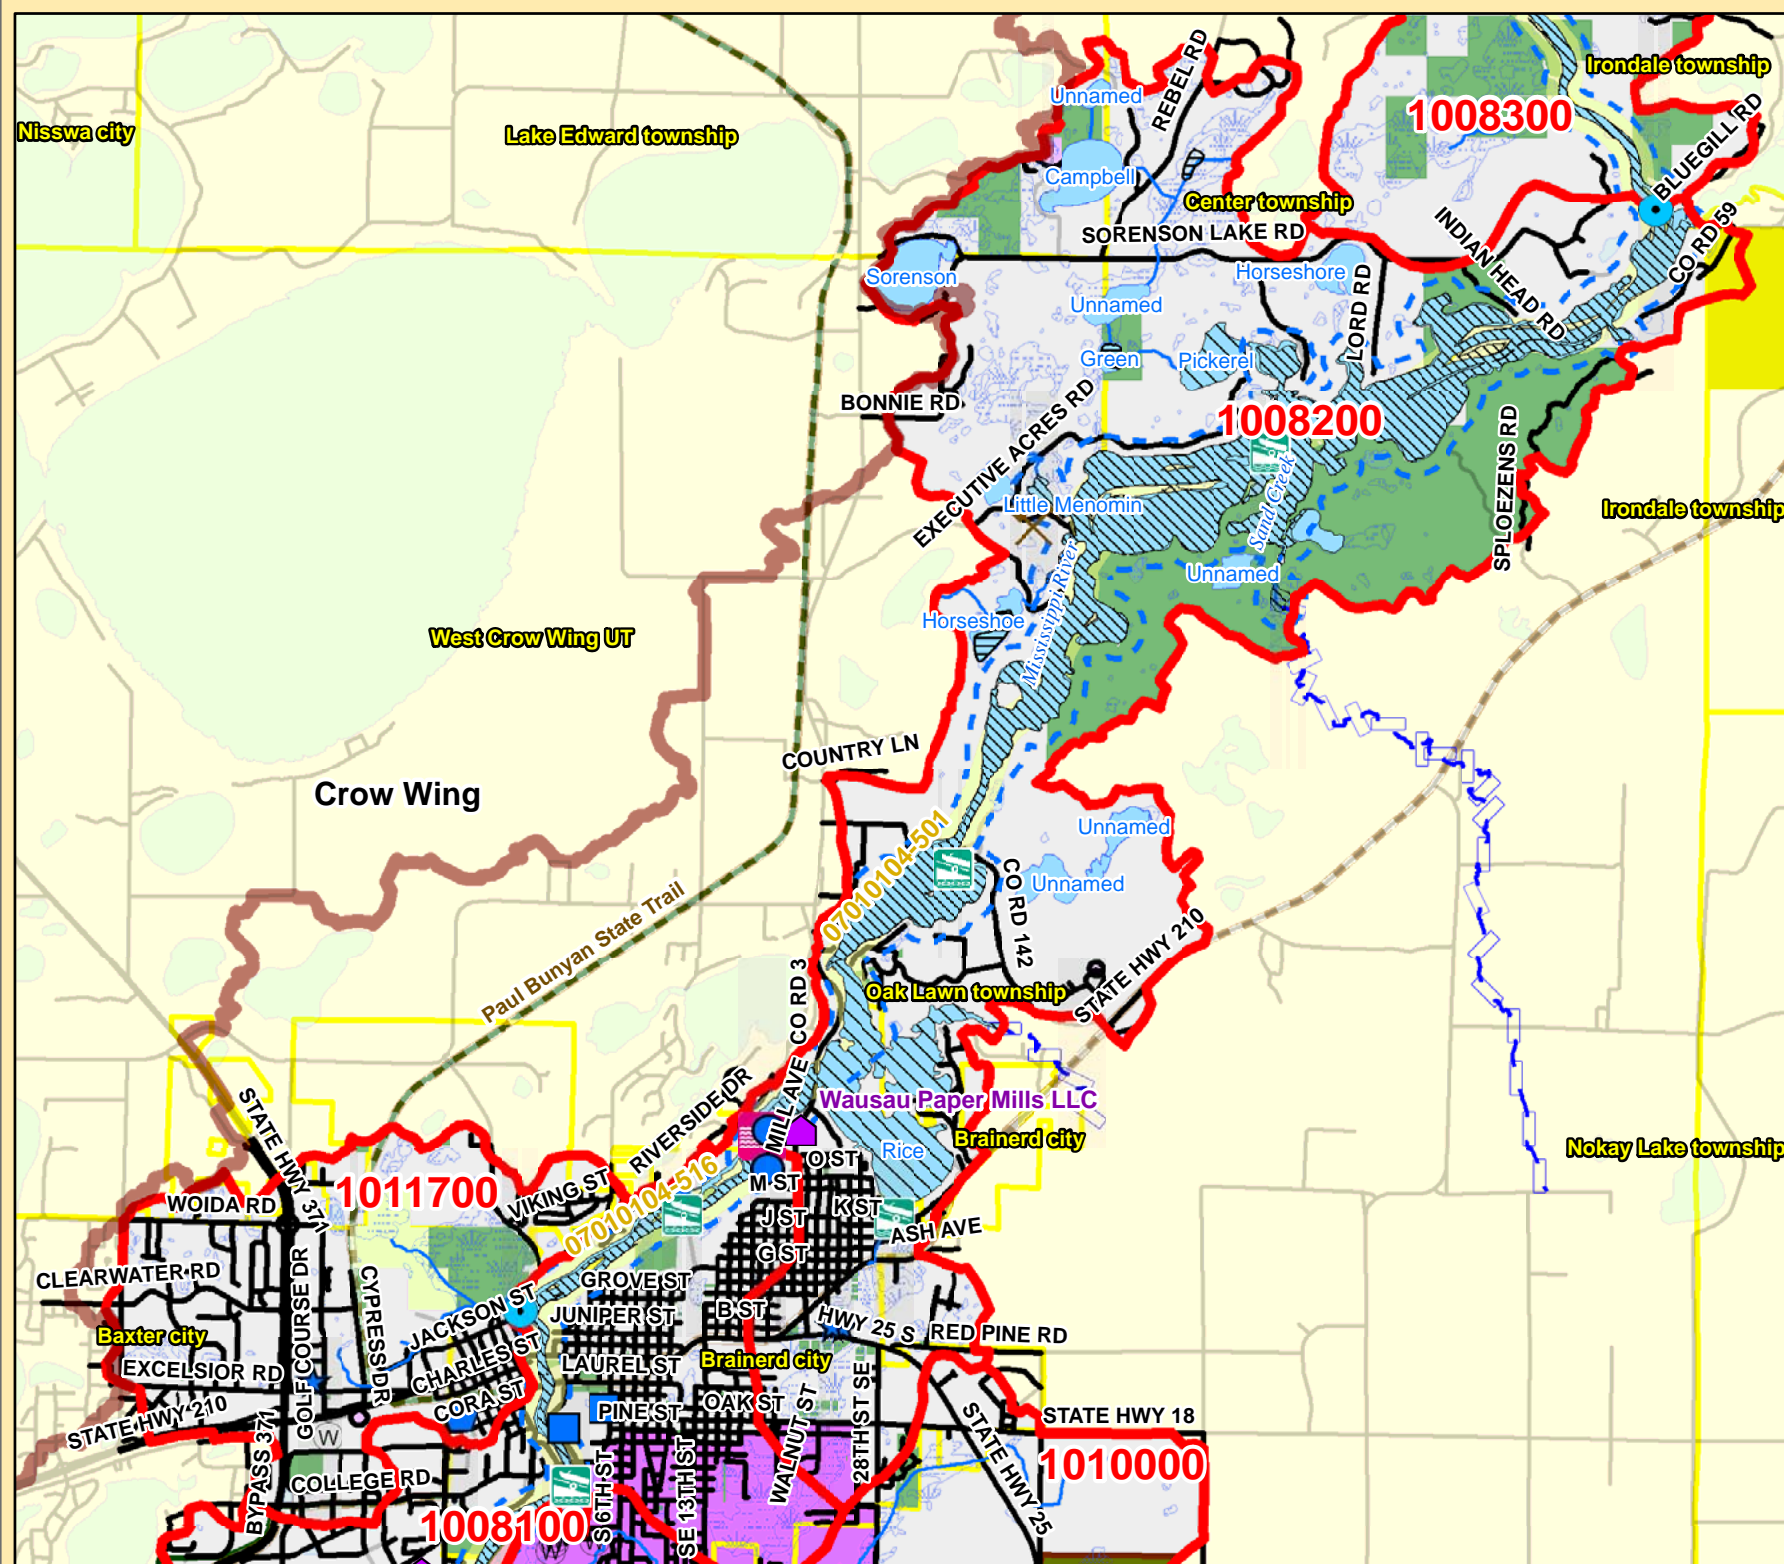 Irondale township
REBEL RD
Unnamed
1008300
BLUEGILL RD
Nisswa city
Lake Edward township
Campbell
Center township
SORENSON LAKE RD
INDIAN HEAD RD
CO RD 59
Sorenson
Horseshore
LORD RD
Unnamed
Green
Pickerel
BONNIE RD
EXECUTIVE ACRES RD
1008200
SPLOEZENS RD
Little Menomin
Sand Creek
Irondale township
Unnamed
Mississippi River
Horseshoe
West Crow Wing UT
COUNTRY LN
Crow Wing
07010104-501
Unnamed
Unnamed
CO RD 142
Paul Bunyan State Trail
STATE HWY 210
CO RD 3
Oak Lawn township
MILL AVE
RIVERSIDE DR
Wausau Paper Mills LLC
Brainerd city
Rice
Nokay Lake township
STATE HWY 371
O ST
M ST
K ST
J ST
G ST
B ST
ASH AVE
1011700
VIKING ST
WOIDA RD
07010104-516
CLEARWATER RD
GOLF COURSE DR
CYPRESS DR
JACKSON ST
GROVE ST
JUNIPER ST
HWY 25 S
RED PINE RD
Baxter city
EXCELSIOR RD
CHARLES ST
LAUREL ST
Brainerd city
CORA ST
PINE ST
OAK ST
WALNUT ST
28TH ST SE
STATE HWY 210
STATE HWY 18
STATE HWY 25
1010000
BYPASS 371
W
COLLEGE RD
S 6TH ST
SE 13TH ST
1008100
W